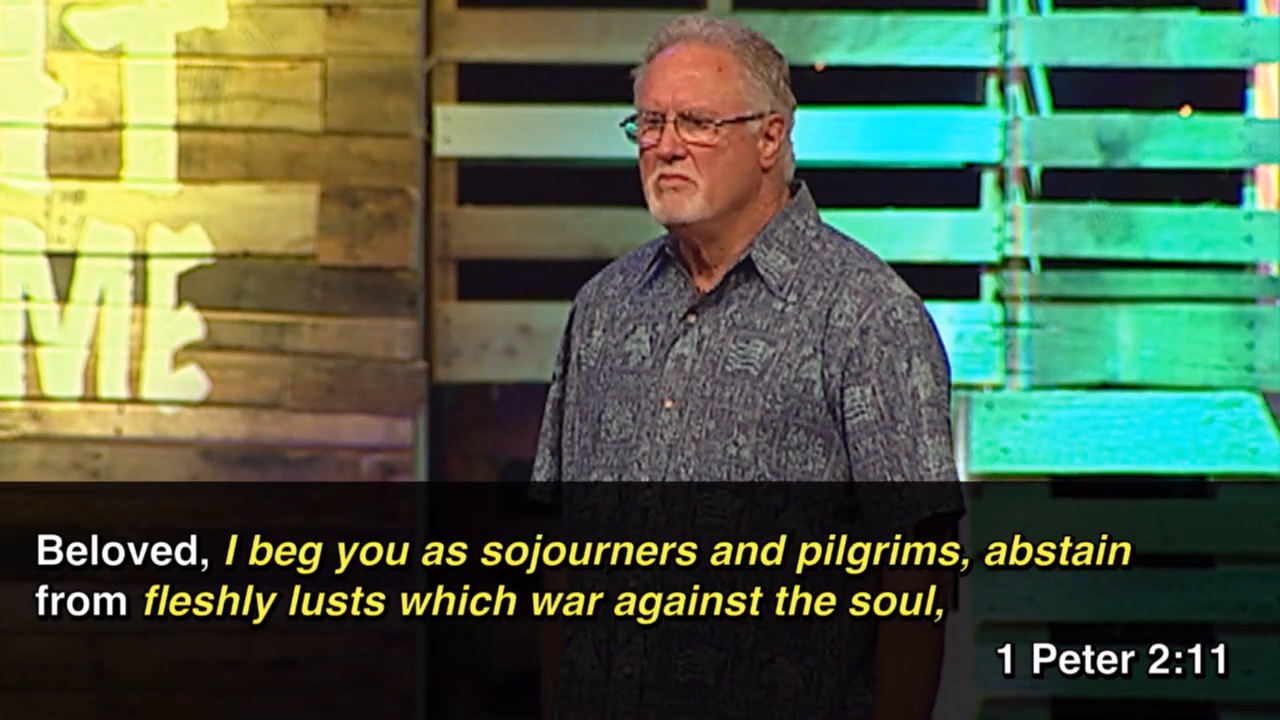 T
ME
Beloved, I beg you as sojourners and pilgrims, abstain
from fleshly lusts which war against the soul,
1 Peter 2:11